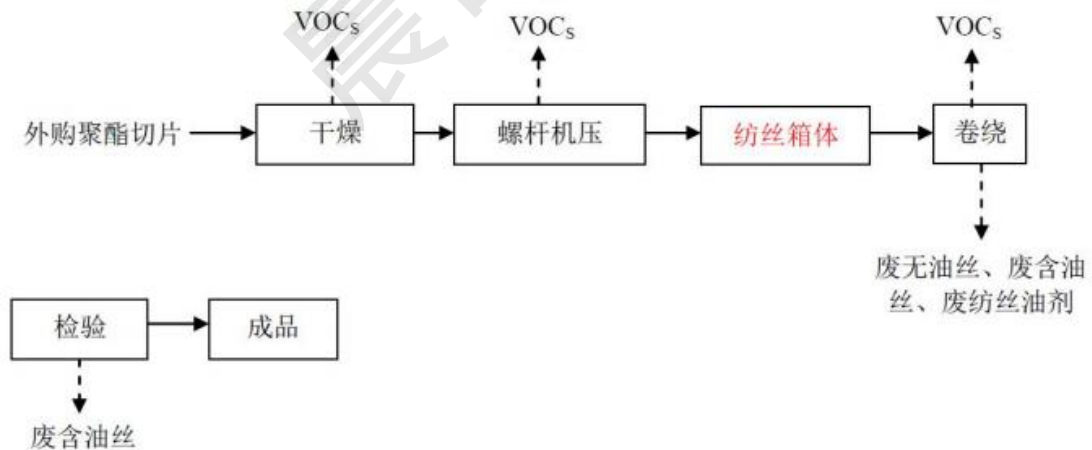 VOCs
VOCs
VOCs
外购聚酯切片
干燥
螺杆机压
纺丝箱体
卷绕
废无油丝、废含油
丝、废纺丝油剂
检验
成品
废含油丝